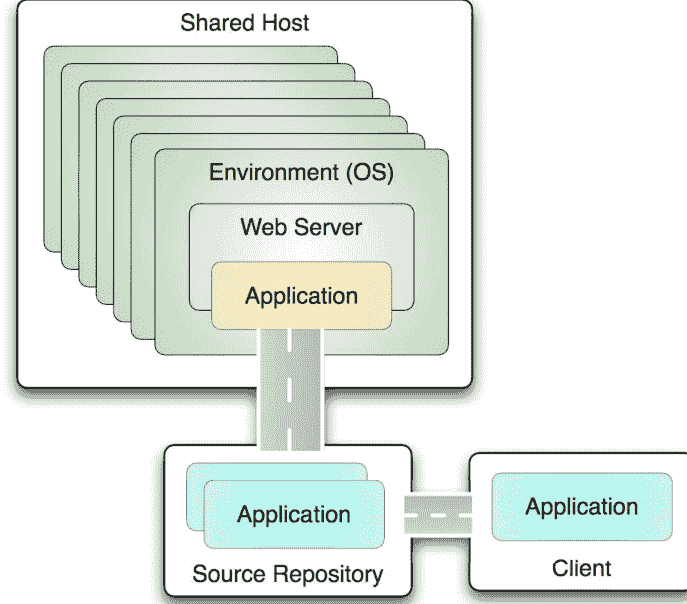 Shared Host
Environment (OS)
Web Server
Application
Application
Source Repository
Application
Client